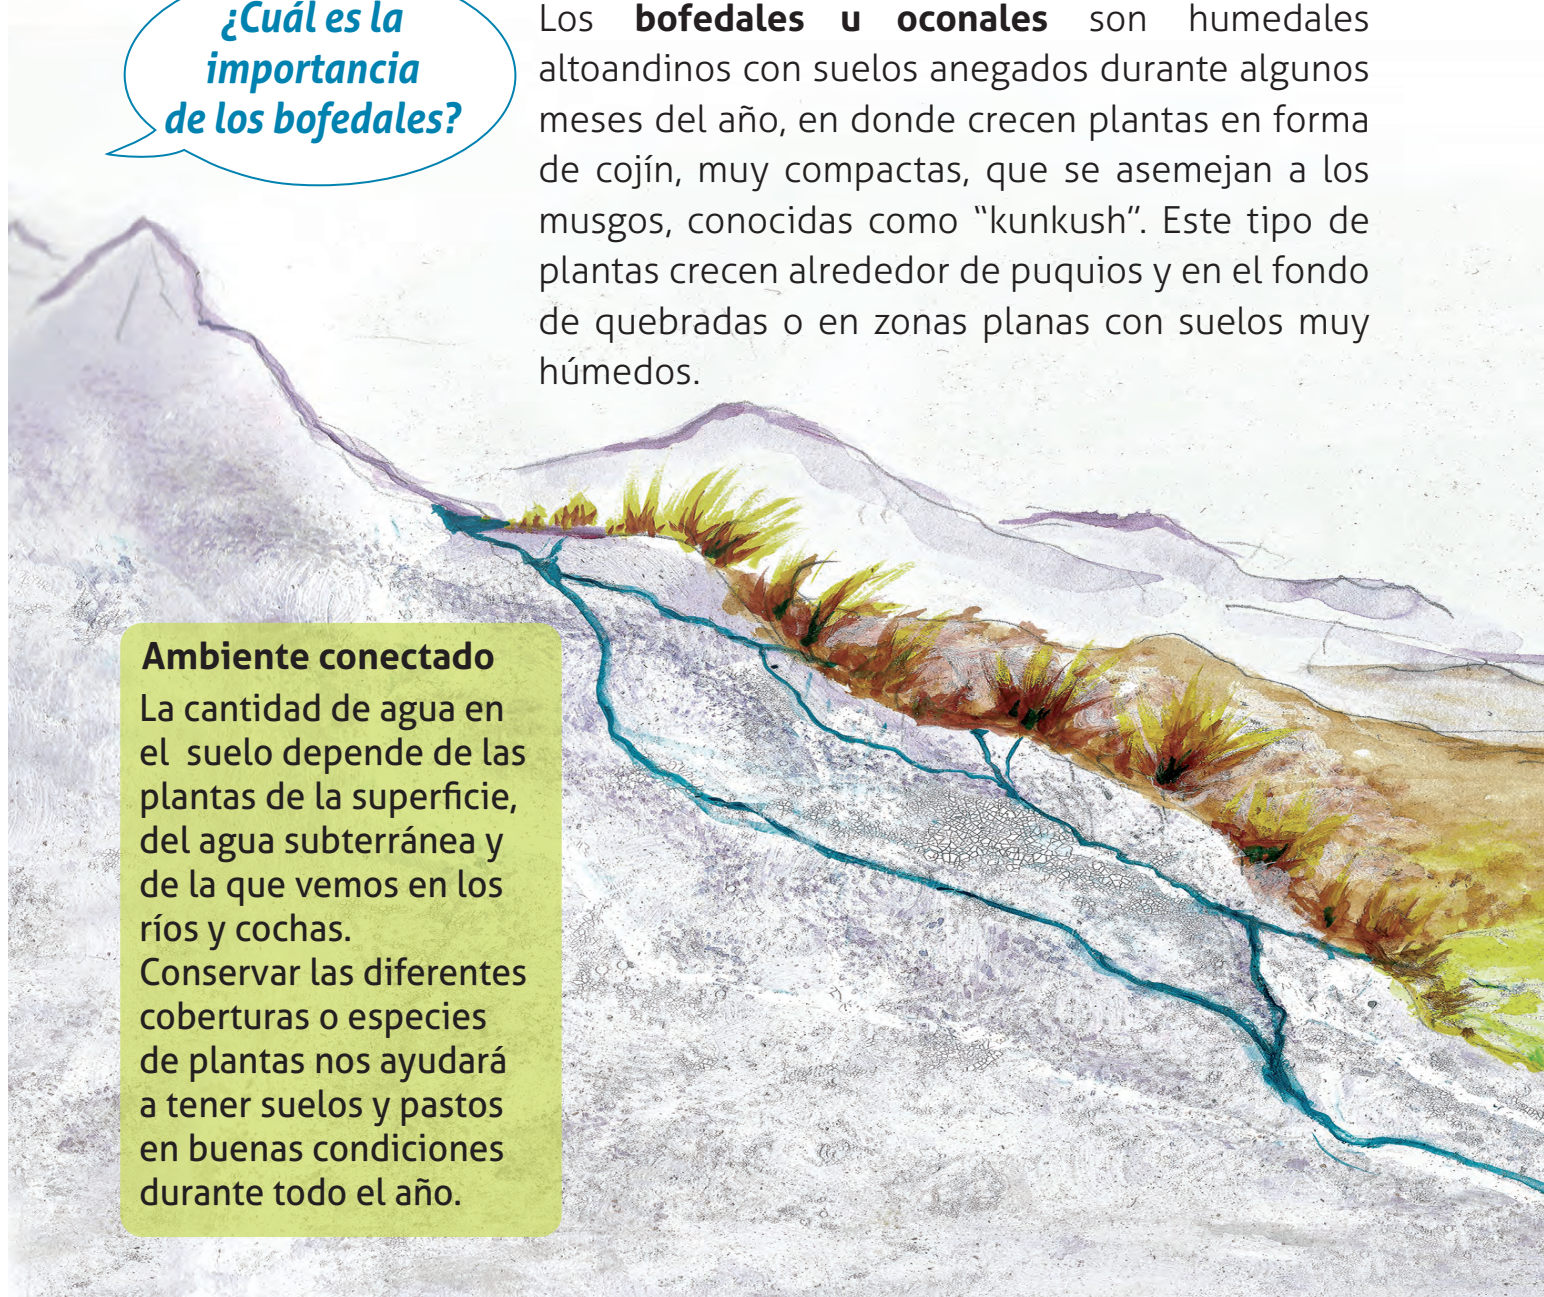 ¿Cuál es la
importancia
de los bofedales?
Los bofedales u oconales son humedales
altoandinos con suelos anegados durante algunos
meses del año, en donde crecen plantas en forma
de cojín, muy compactas, que se asemejan a los
musgos, conocidas como “kunkush”. Este tipo de
plantas crecen alrededor de puquios y en el fondo
de quebradas o en zonas planas con suelos muy
húmedos.
Ambiente conectado
La cantidad de agua en
el suelo depende de las
plantas de la superficie,
del agua subterránea y
de la que vemos en los
ríos y cochas.
Conservar las diferentes
coberturas o especies
de plantas nos ayudará
a tener suelos y pastos
en buenas condiciones
durante todo el año.